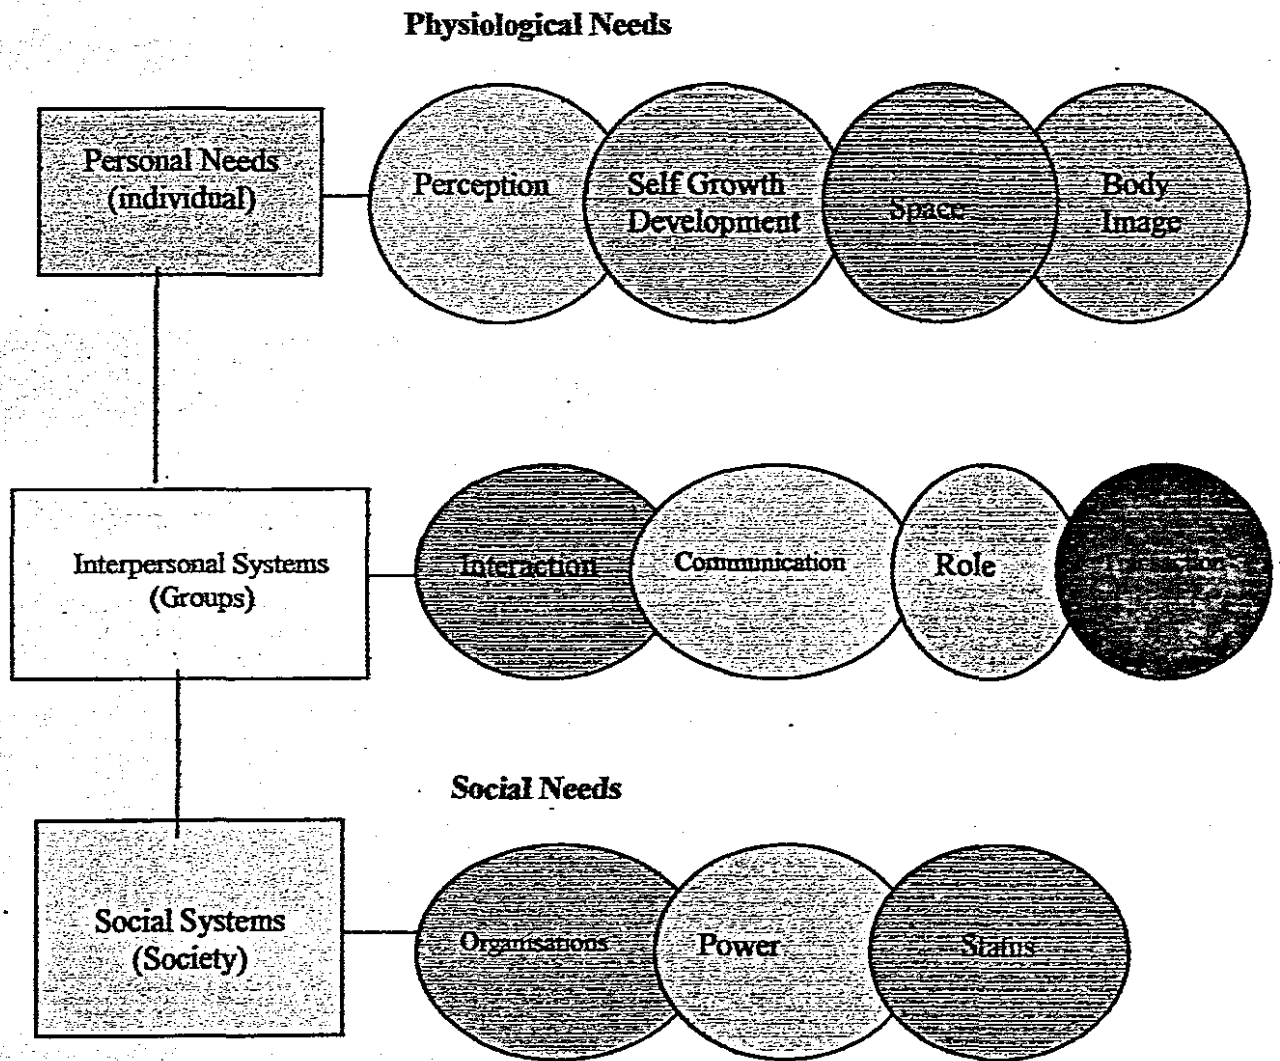 Physiological Needs
Personal Needs
(individual)
Perception
Self Growth
Development
Space
Body
Image
Interpersonal Systems
(Groups)
Interaction
Communication
Role
Transaction
Social Needs
Social Systems
(Society)
Organisations
Power
Status